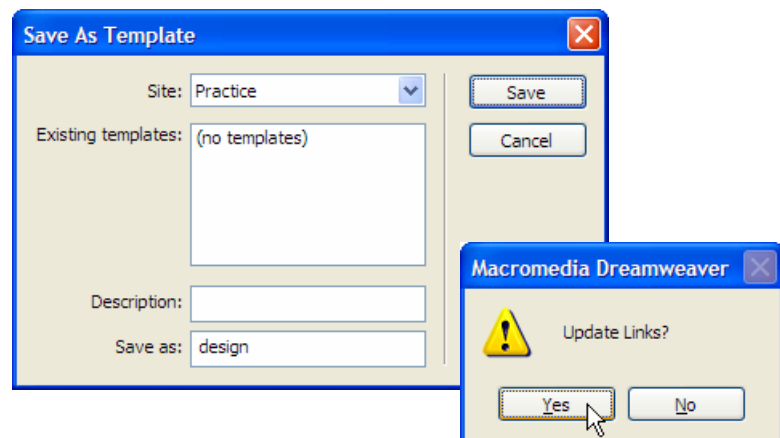 Save As Template
Site: Practice
Save
Existing templates: (no templates)
Cancel
Description:
Save as: design
Macromedia Dreamweaver
Update Links?
Yes No